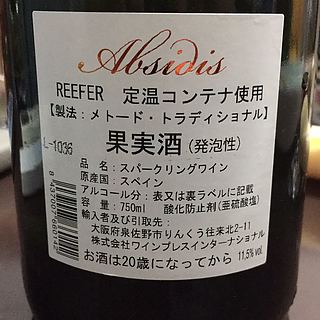 Absidis
REEFER 定温コンテナ使用
【製法：メトード・トラディショナル】
L-1036
果実酒（発泡性）
品名：スパークリングワイン
原産国：スペイン
アルコール分：表又は裏ラベルに記載
容量：750ml 酸化防止剤（亜硫酸塩）
輸入者及び引取先：
大阪府泉佐野市りんくう往来北2-11
株式会社ワインプレスインターナショナル
お酒は20歳になってから 11,5% vol.
8 437007 660142